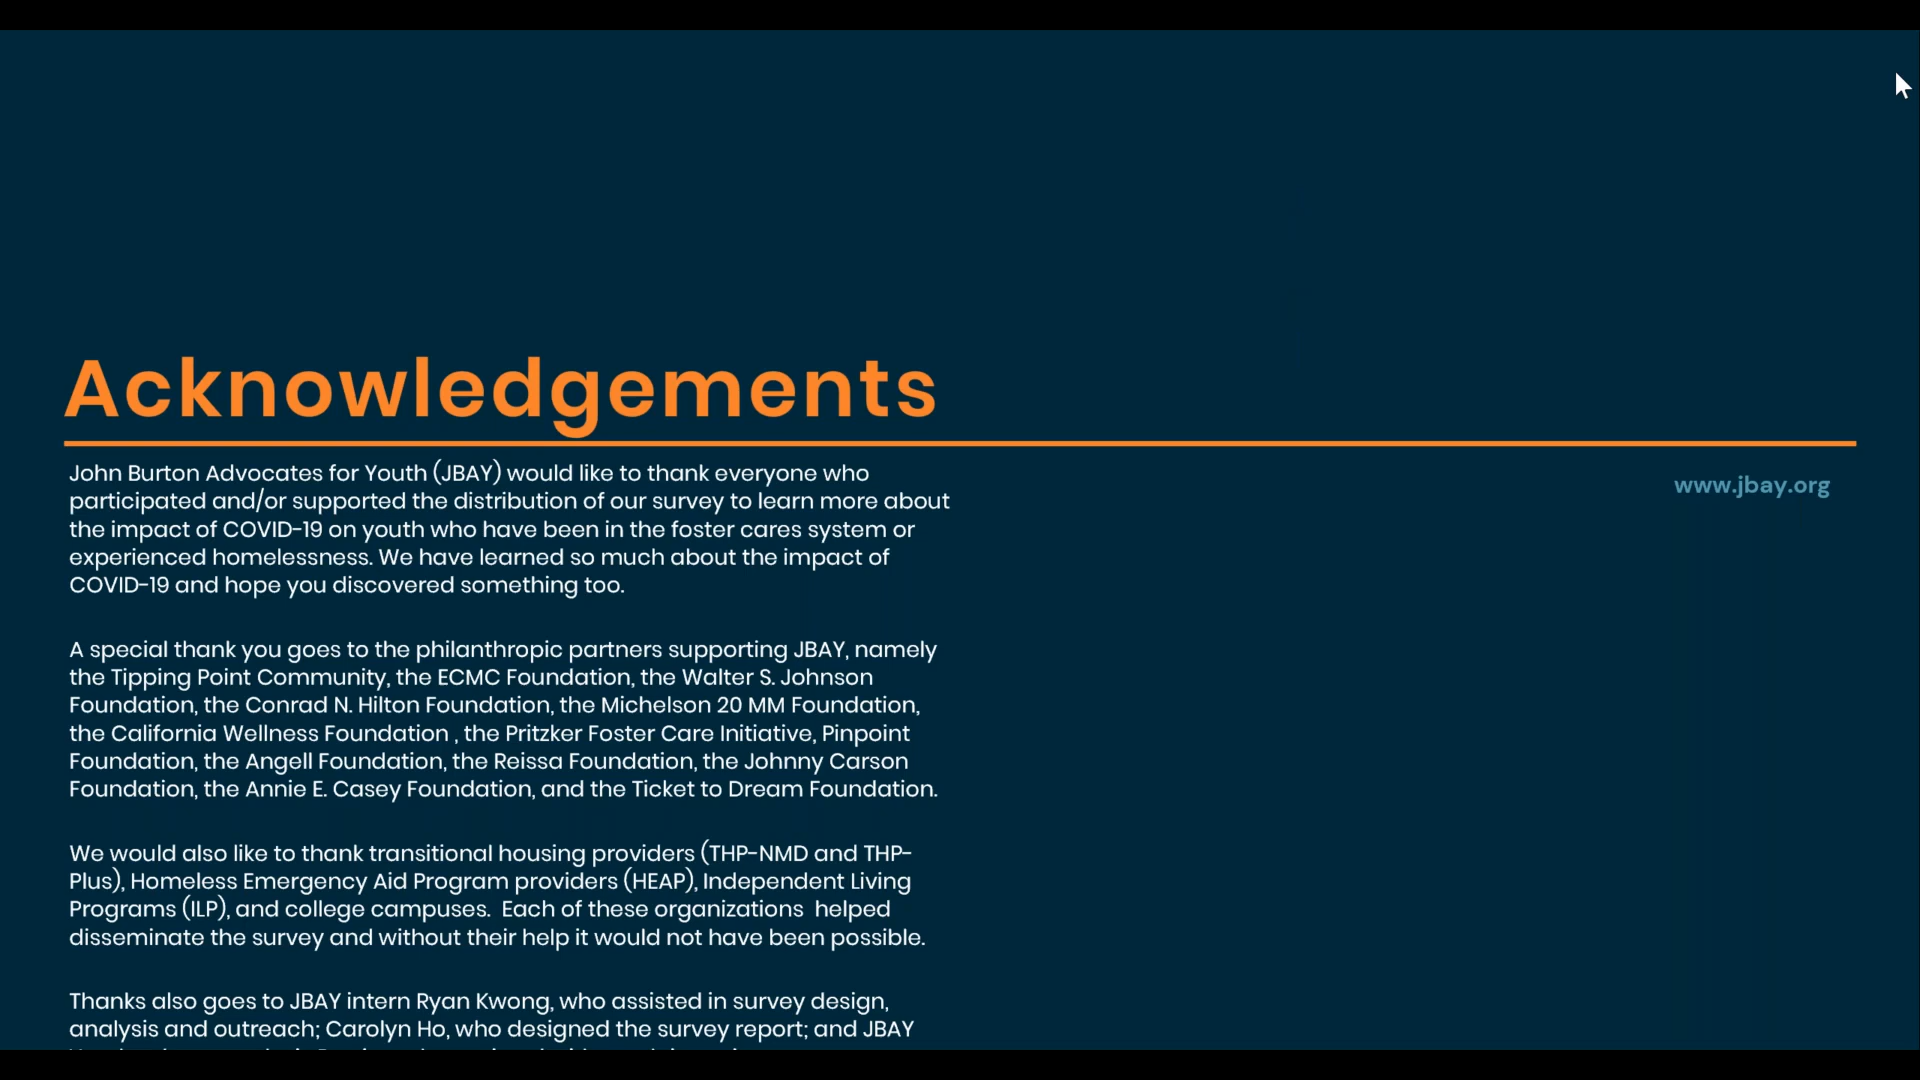 Acknowledgements
John Burton Advocates for Youth (JBAY) would like to thank everyone who
participated and/or supported the distribution of our survey to learn more about
the impact of COVID-19 on youth who have been in the foster cares system or
experienced homelessness. We have learned so much about the impact of
COVID-19 and hope you discovered something too.
A special thank you goes to the philanthropic partners supporting JBAY, namely
the Tipping Point Community, the ECMC Foundation, the Walter S. Johnson
Foundation, the Conrad N. Hilton Foundation, the Michelson 20 MM Foundation,
the California Wellness Foundation , the Pritzker Foster Care Initiative, Pinpoint
Foundation, the Angell Foundation, the Reissa Foundation, the Johnny Carson
Foundation, the Annie E. Casey Foundation, and the Ticket to Dream Foundation.
We would also like to thank transitional housing providers (THP-NMD and THP-
Plus), Homeless Emergency Aid Program providers (HEAP), Independent Living
Programs (ILP), and college campuses.  Each of these organizations  helped
disseminate the survey and without their help it would not have been possible.
Thanks also goes to JBAY intern Ryan Kwong, who assisted in survey design,
analysis and outreach; Carolyn Ho, who designed the survey report; and JBAY
www.jbay.org